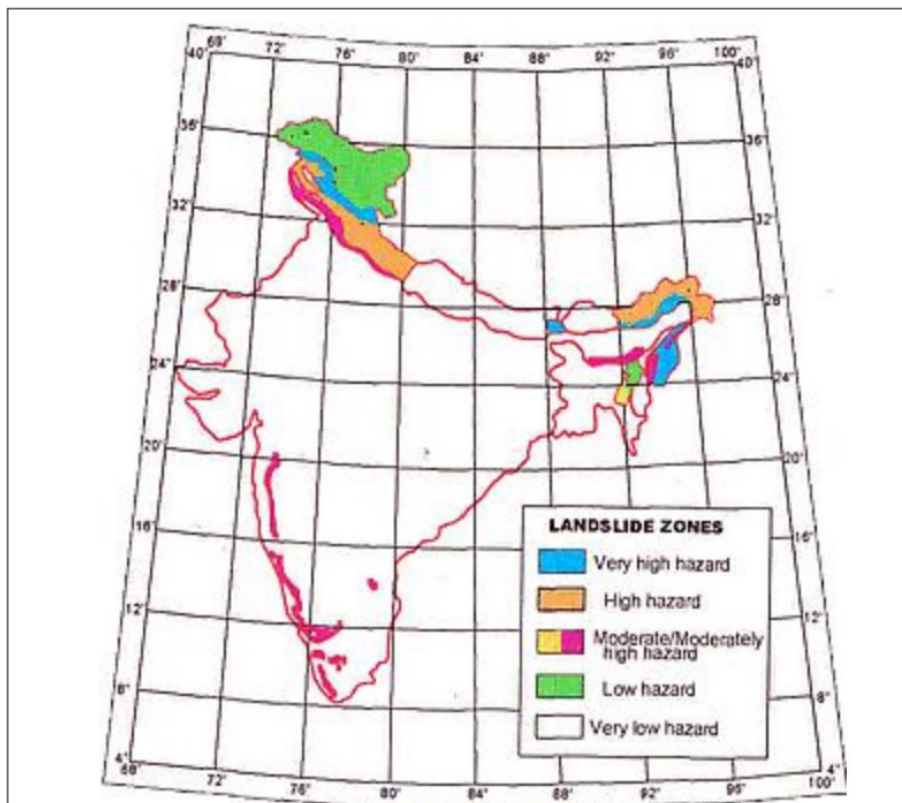 68° 72° 76° 80° 84° 88° 92° 96° 100°
40° 40°
36° 36°
32° 32°
28° 28°
24° 24°
20° 20°
16° 16°
LANDSLIDE ZONES
Very high hazard
High hazard
12° 12°
Moderate/Moderately
high hazard
Low hazard
8° 8°
Very low hazard
4° 4°
68° 72° 76° 80° 84° 88° 92° 96° 100°